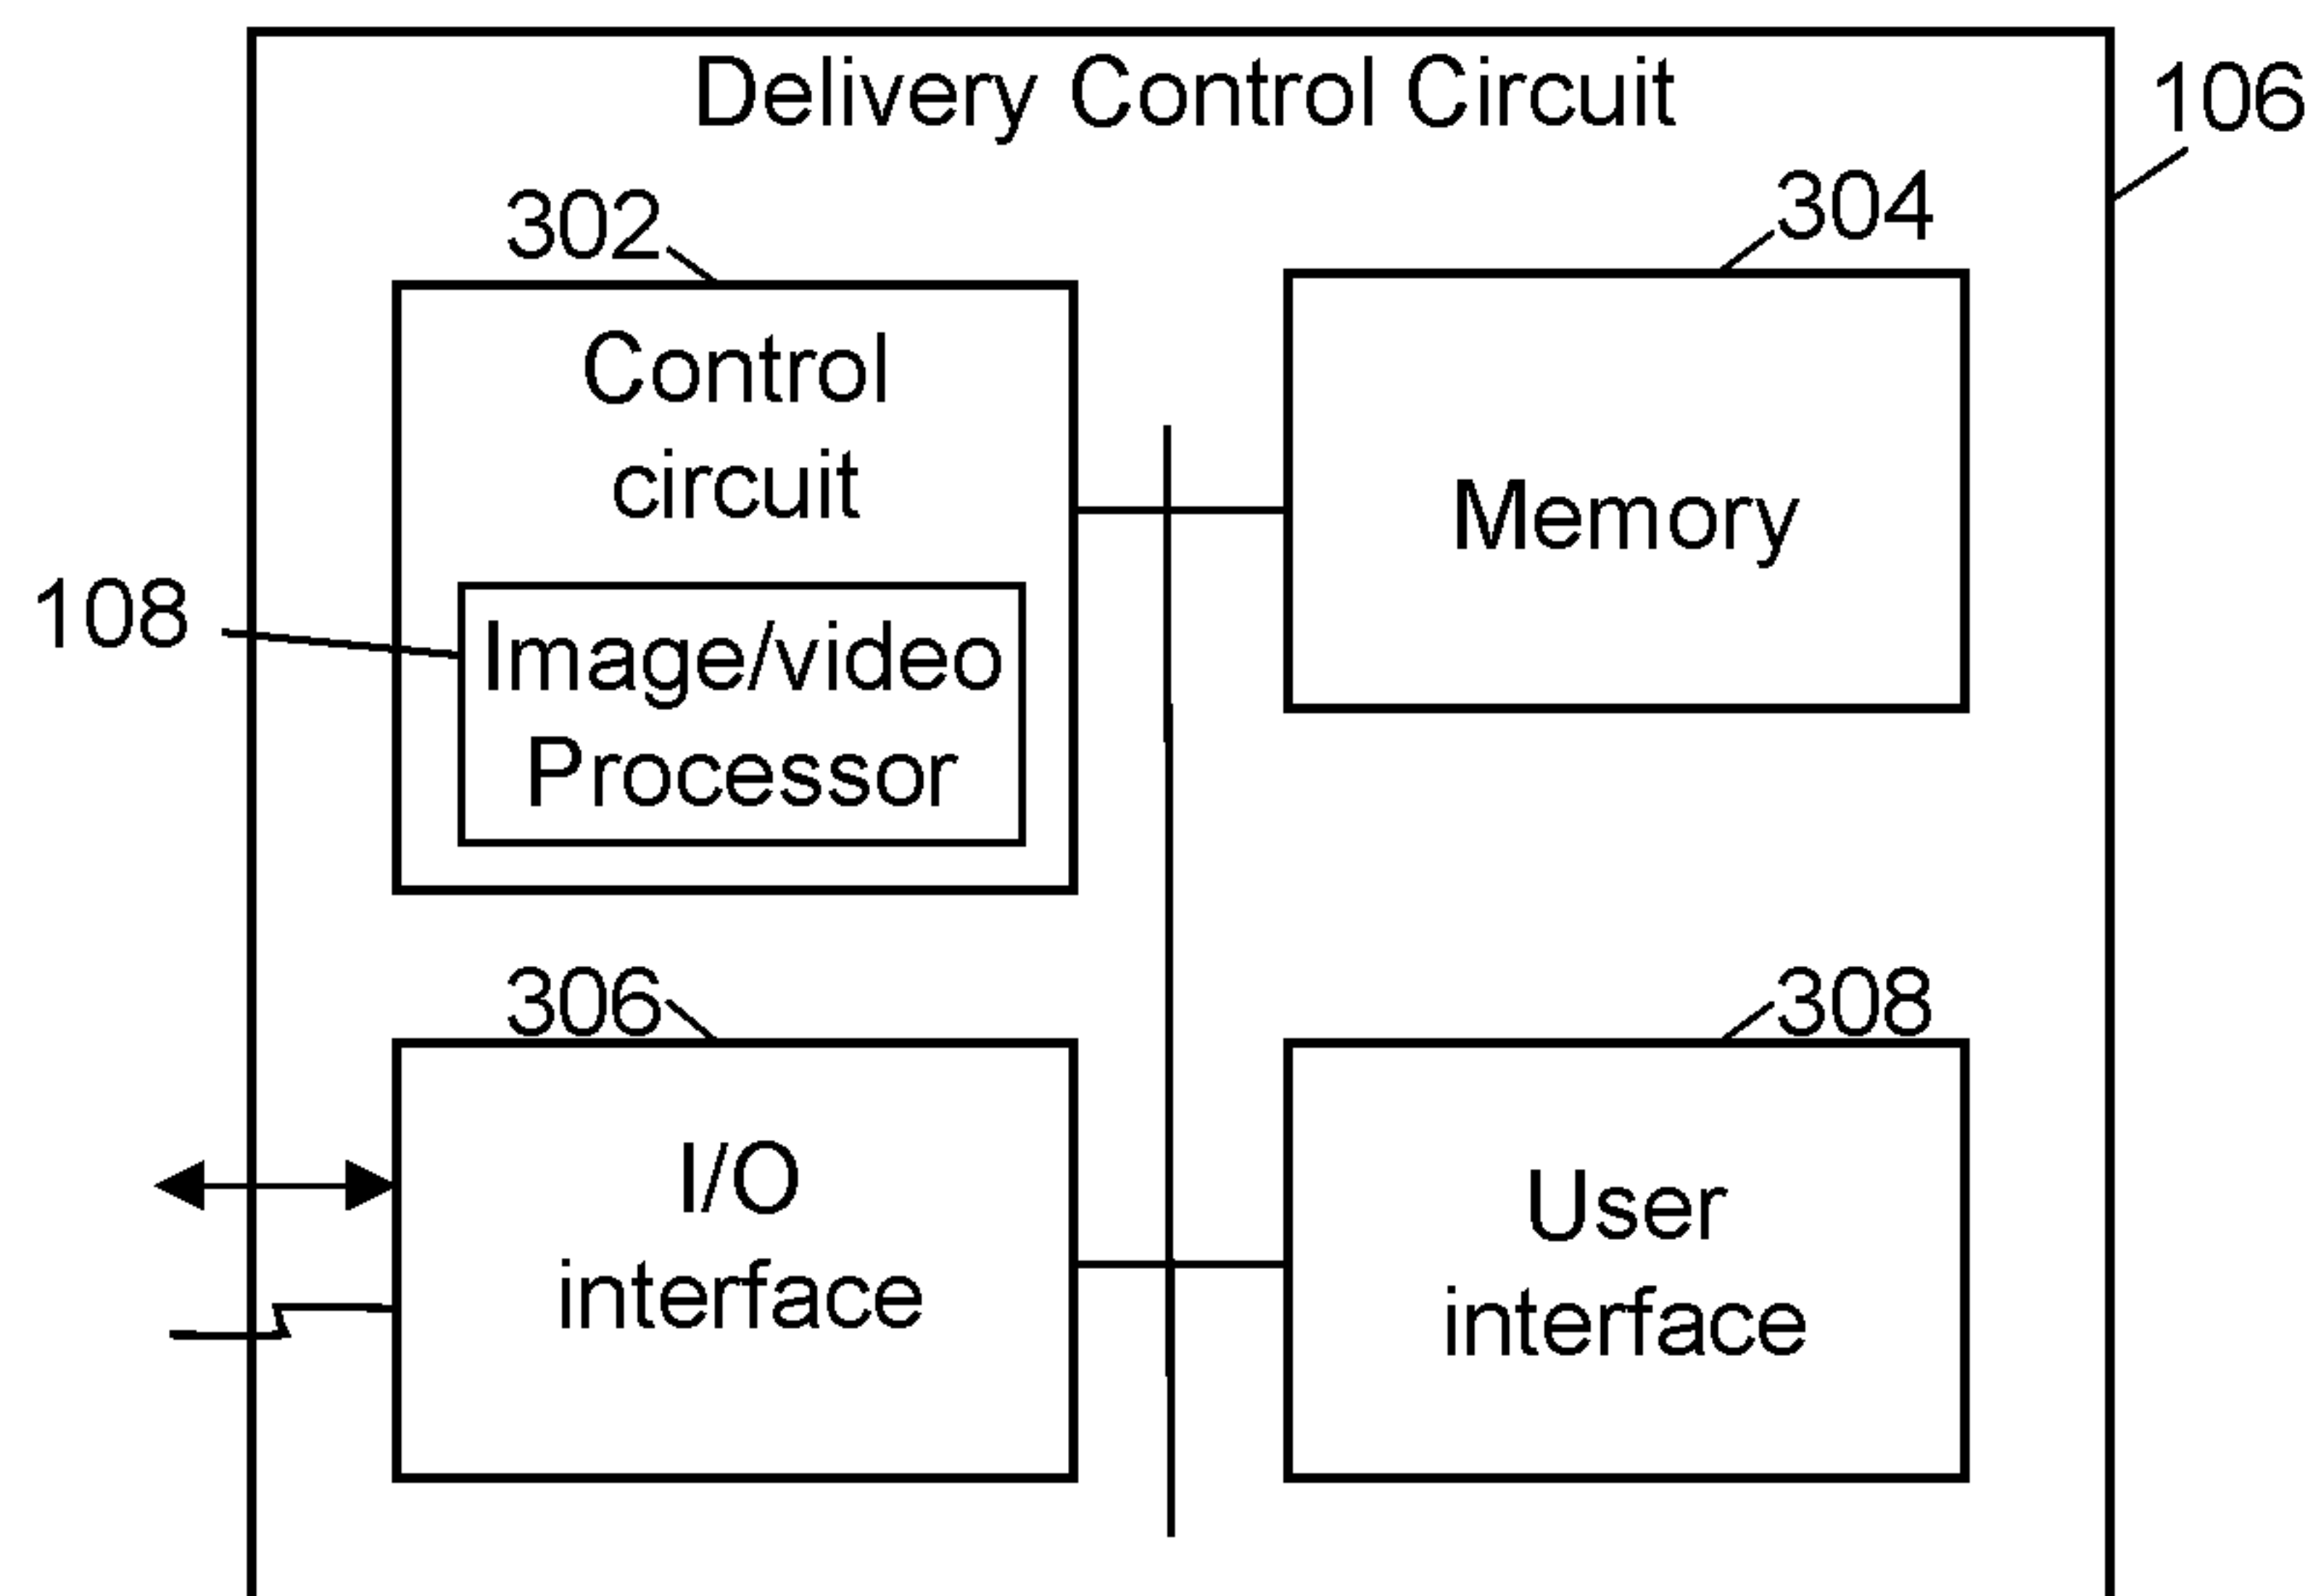 Delivery Control Circuit
106
302
304
Control
circuit
Memory
108
Image/video
Processor
306
308
I/O
interface
User
interface